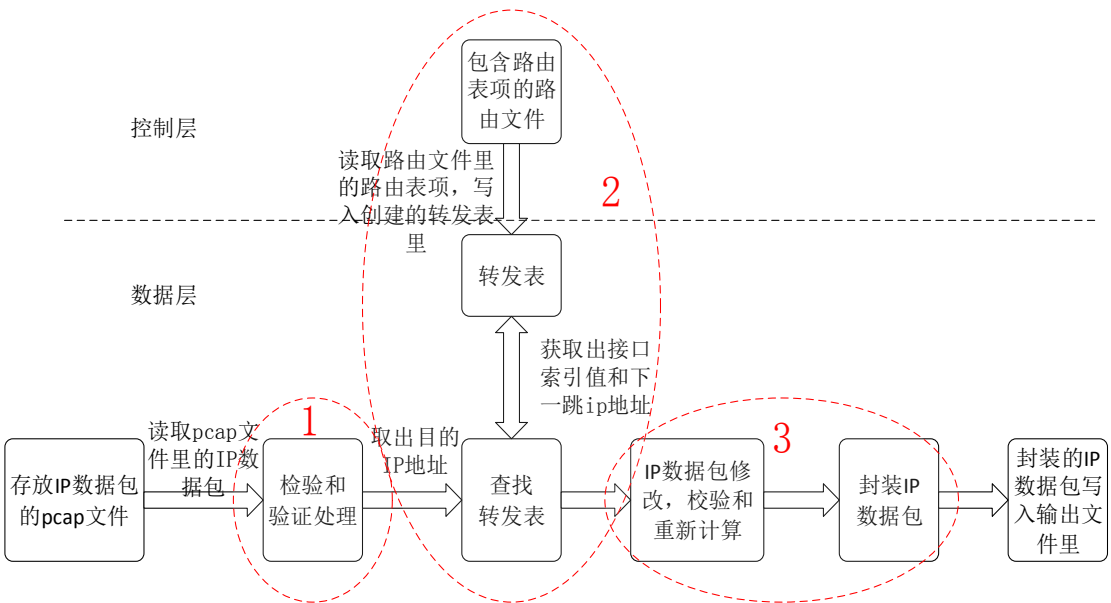 包含路由
表项的路
由文件
控制层
读取路由文件里
的路由表项，写
入创建的转发表
里
2
转发表
数据层
获取出接口
索引值和下
一跳ip地址
1
3
读取pcap文
件里的IP数
据包
取出目的
IP地址
存放IP数据包
的pcap文件
检验和
验证处理
查找
转发表
IP数据包修
改，校验和
重新计算
封装IP
数据包
封装的IP
数据包写
入输出文
件里